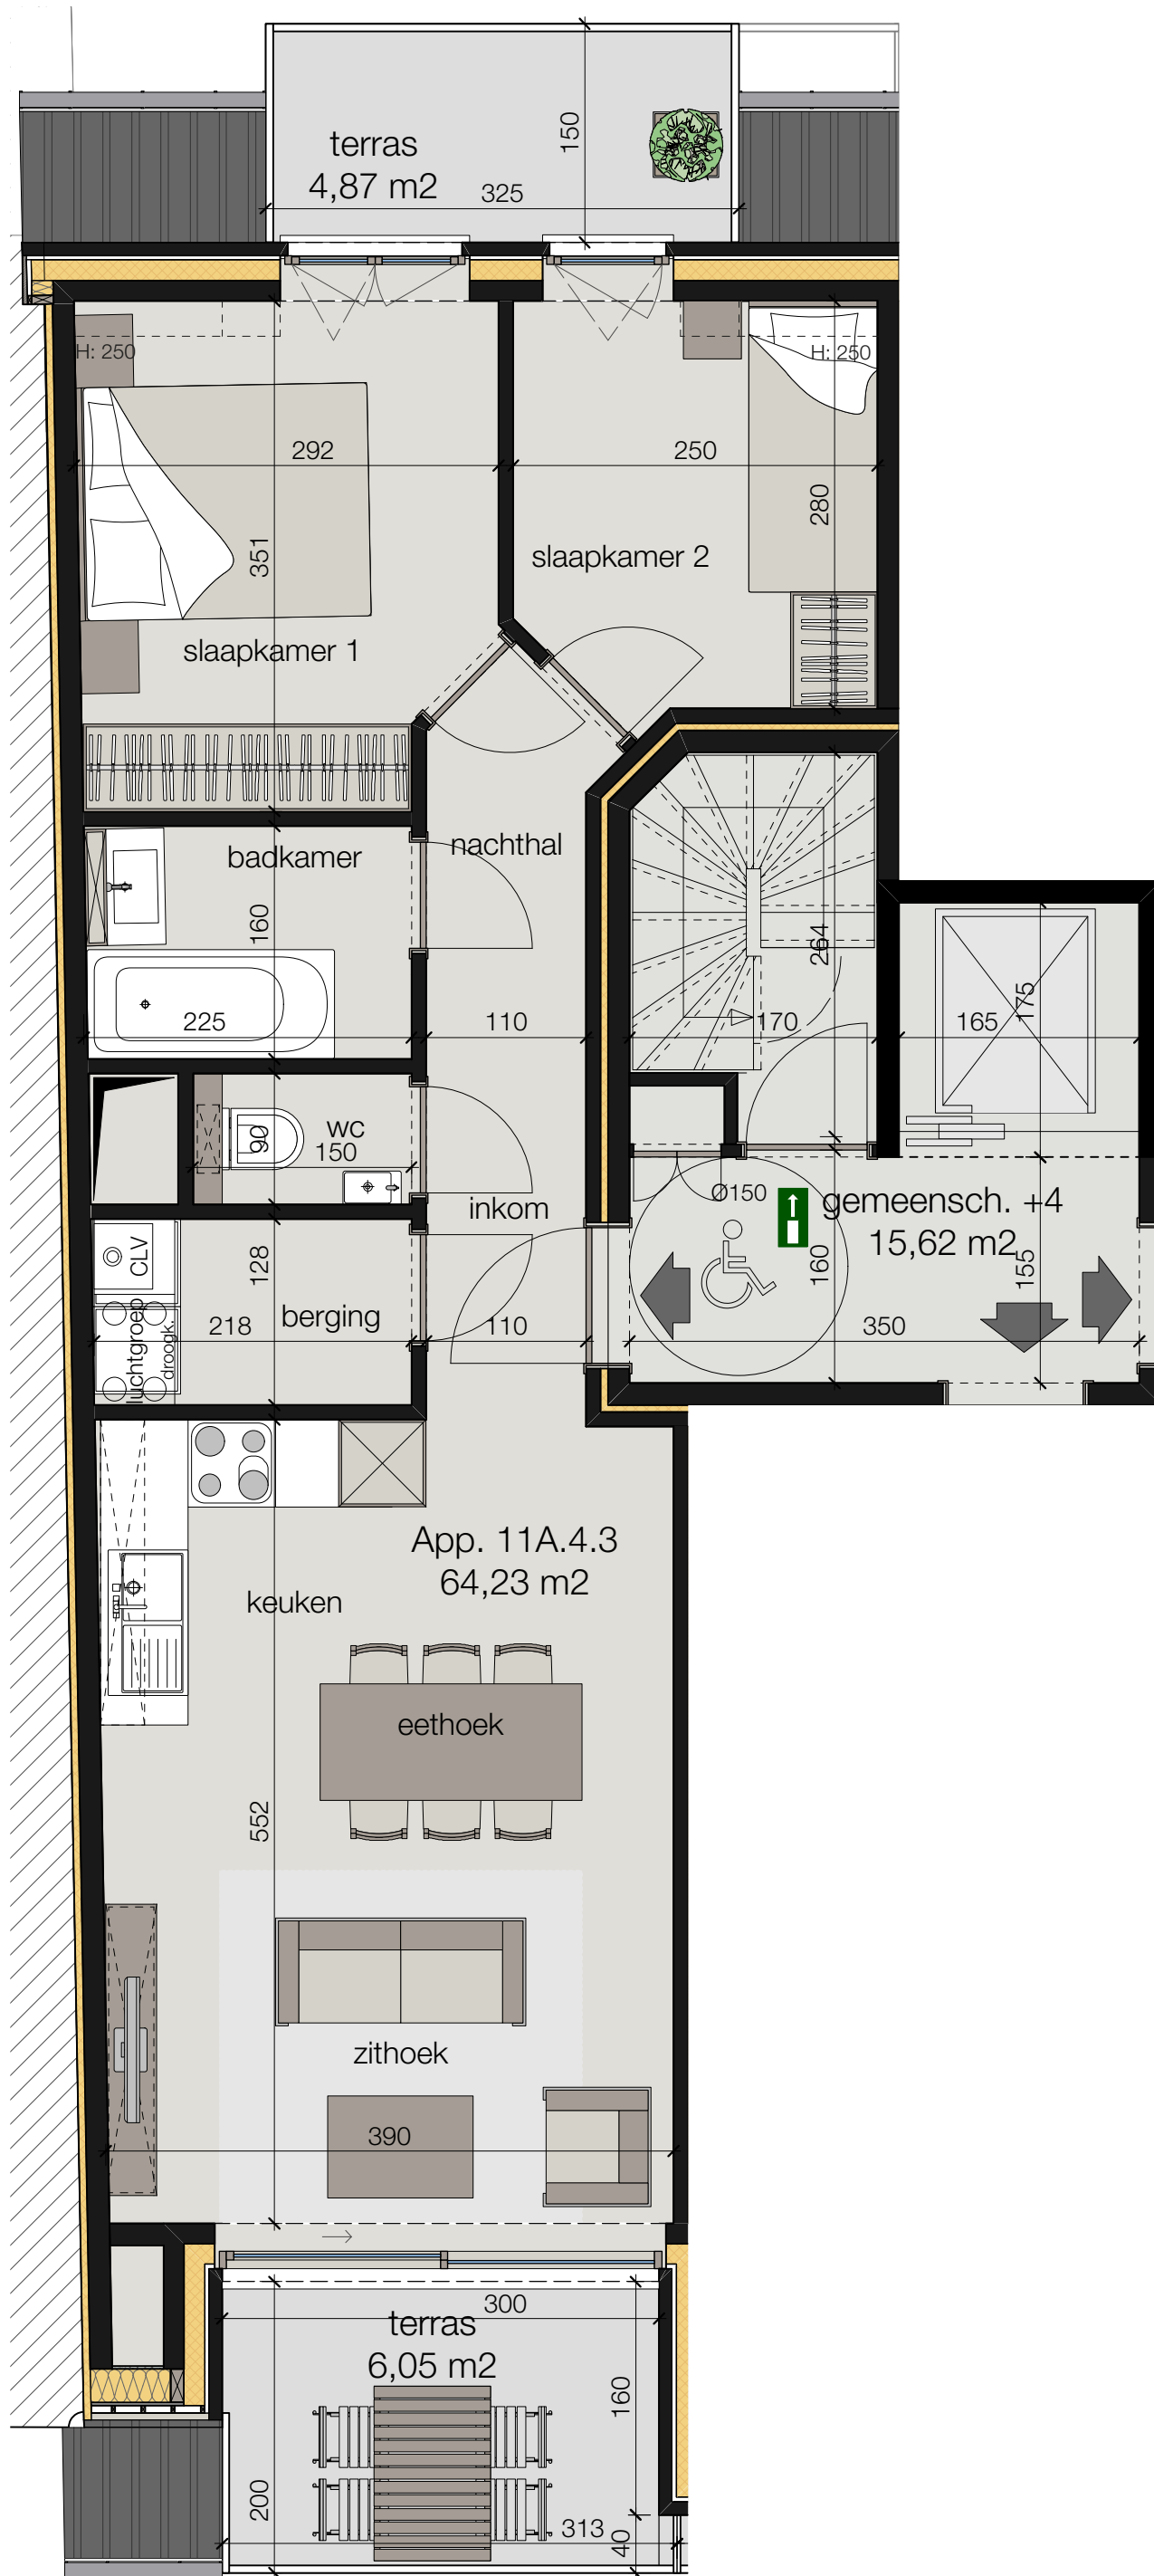 150
terras
4,87 m2
325
H: 250
H: 250
292
250
280
351
slaapkamer 2
slaapkamer 1
nachthal
badkamer
160
264
175
225
110
170
165
90
wc
150
Ø150
inkom
gemeensch. +4
15,62 m2
CLV
128
160
155
luchtgroep
droogk.
218
berging
110
350
App. 11A.4.3
64,23 m2
keuken
eethoek
552
zithoek
390
300
terras
6,05 m2
160
200
313
40